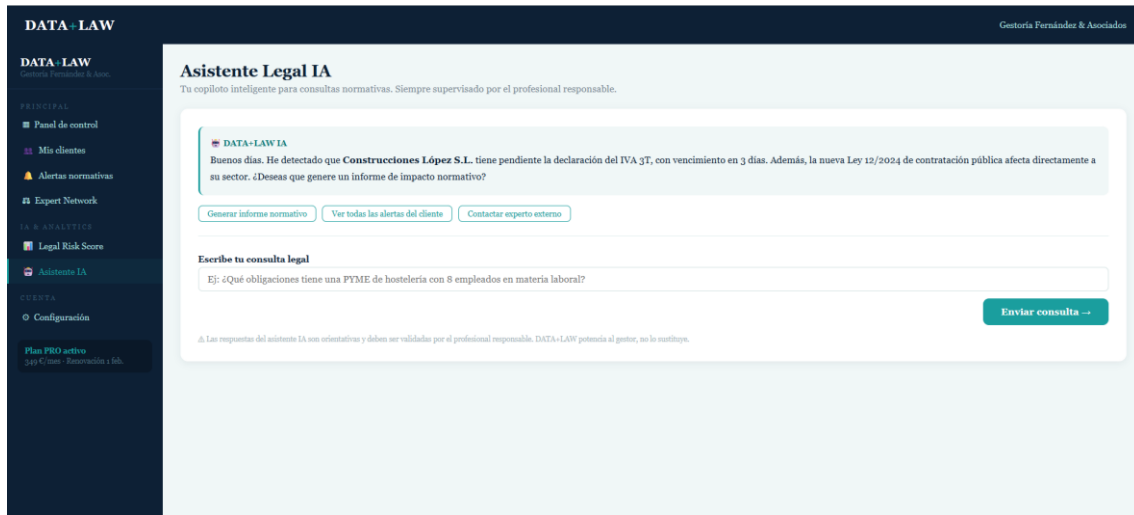 DATA+LAW
Gestoría Fernández & Asociados
DATA+LAW
Gestoría Fernández & Asoc.
PRINCIPAL
Panel de control
Mis clientes
Alertas normativas
Expert Network
IA & ANALYTICS
Legal Risk Score
Asistente IA
CUENTA
Configuración
Plan PRO activo
349 €/mes · Renovación 1 feb.
Asistente Legal IA
Tu copiloto inteligente para consultas normativas. Siempre supervisado por el profesional responsable.
DATA+LAW IA
Buenos días. He detectado que Construcciones López S.L. tiene pendiente la declaración del IVA 3T, con vencimiento en 3 días. Además, la nueva Ley 12/2024 de contratación pública afecta directamente a
su sector. ¿Deseas que genere un informe de impacto normativo?
Generar informe normativo
Ver todas las alertas del cliente
Contactar experto externo
Escribe tu consulta legal
Ej: ¿Qué obligaciones tiene una PYME de hostelería con 8 empleados en materia laboral?
Enviar consulta →
⚠ Las respuestas del asistente IA son orientativas y deben ser validadas por el profesional responsable. DATA+LAW potencia al gestor, no lo sustituye.